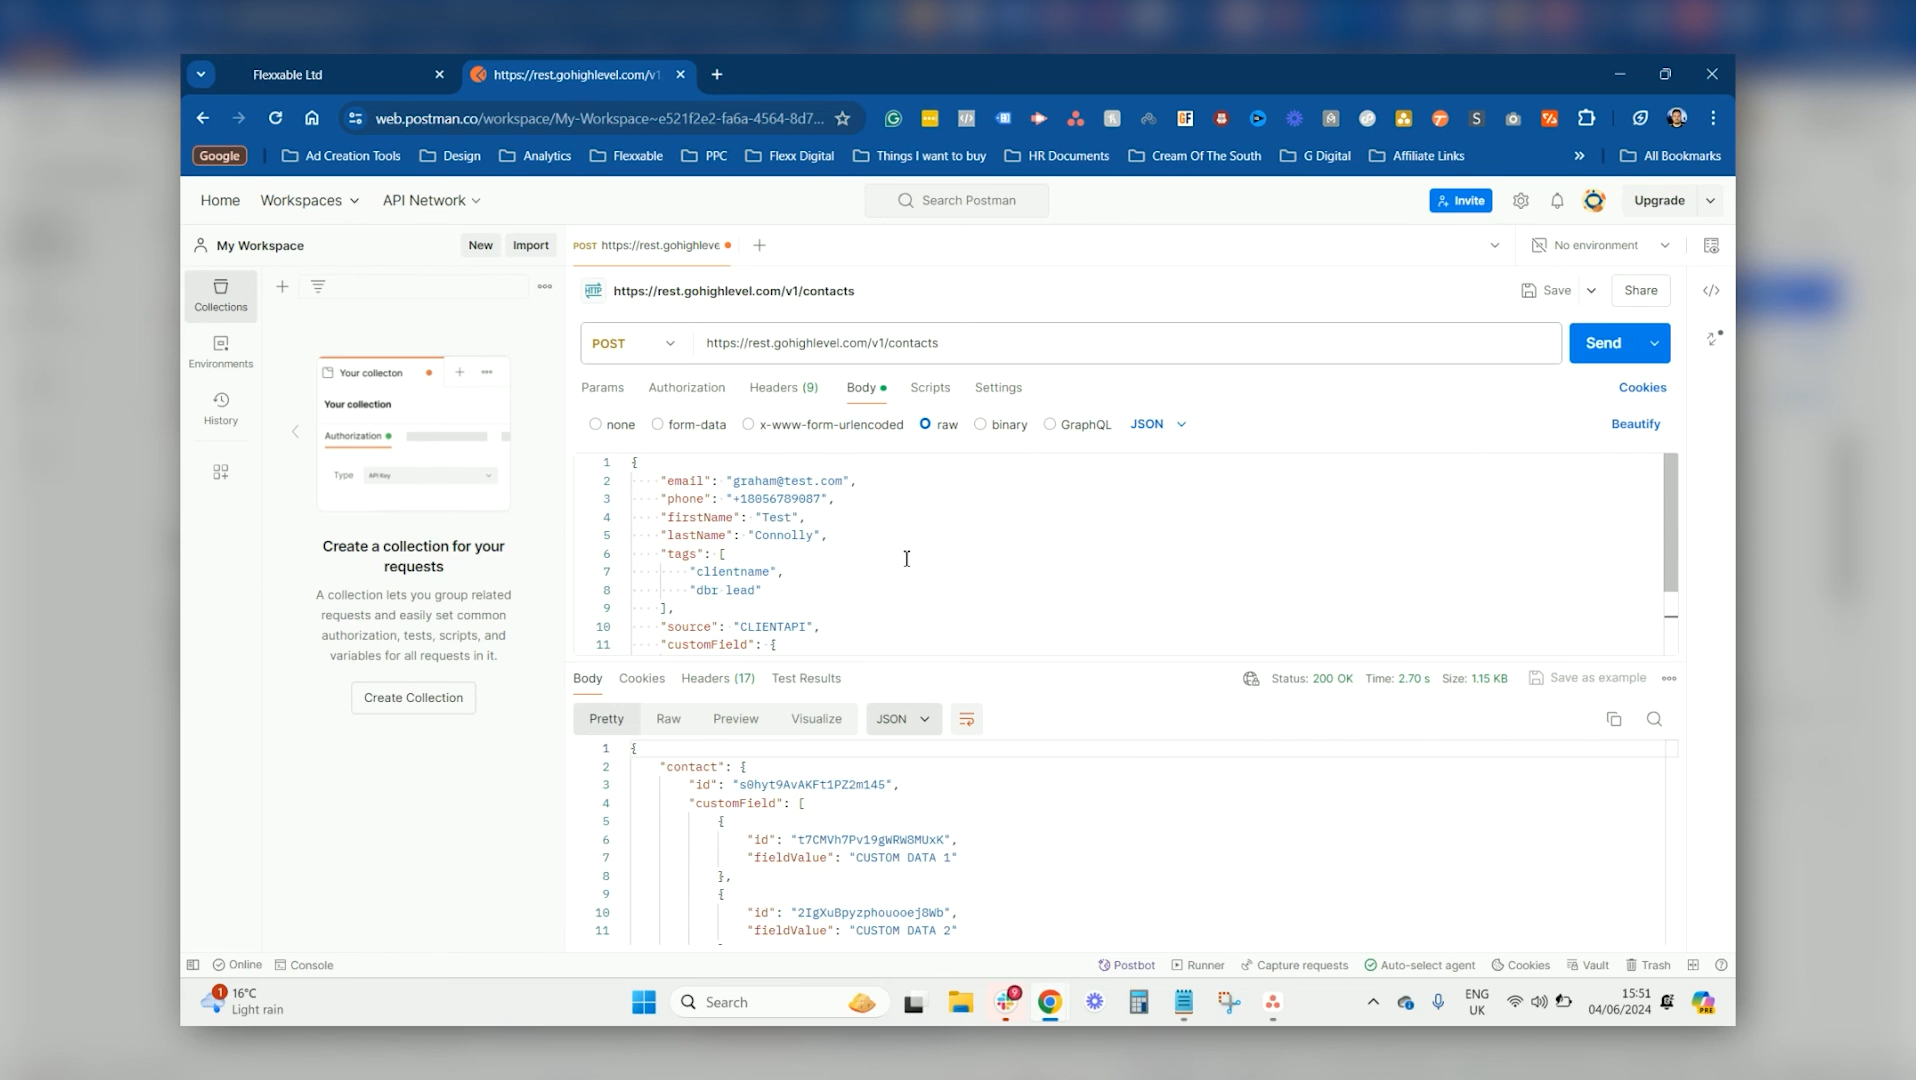 Flexxable Ltd
https://rest.gohighlevel.com/v1
web.postman.co/workspace/My-Workspace~e521f2e2-fa6a-4564-8d7...
Google
Ad Creation Tools
Design
Analytics
Flexxable
PPC
Flexx Digital
Things I want to buy
HR Documents
Cream Of The South
G Digital
Affiliate Links
All Bookmarks
Home
Workspaces
API Network
Search Postman
Invite
Upgrade
My Workspace
New
Import
POST https://rest.gohighleve
No environment
Collections
Environments
History
https://rest.gohighlevel.com/v1/contacts
Save
Share
POST
https://rest.gohighlevel.com/v1/contacts
Send
Params
Authorization
Headers (9)
Body
Scripts
Settings
Cookies
none
form-data
x-www-form-urlencoded
raw
binary
GraphQL
JSON
Beautify
Your collecton
Your collection
Authorization
Type
API Key
Create a collection for your
requests
A collection lets you group related
requests and easily set common
authorization, tests, scripts, and
variables for all requests in it.
Create Collection
1 {
2 "email": "graham@test.com",
3 "phone": "+18056789087",
4 "firstName": "Test",
5 "lastName": "Connolly",
6 "tags": [
7 "clientname",
8 "dbr lead"
9 ],
10 "source": "CLIENTAPI",
11 "customField": {
Body
Cookies
Headers (17)
Test Results
Status: 200 OK
Time: 2.70 s
Size: 1.15 KB
Save as example
Pretty
Raw
Preview
Visualize
JSON
1 {
2 "contact": {
3 "id": "s0hyt9AvAKFt1PZ2m145",
4 "customField": [
5 {
6 "id": "t7CMVh7Pv19gWRW8MUxK",
7 "fieldValue": "CUSTOM DATA 1"
8 },
9 {
10 "id": "2IgXuBpyzphouooej8Wb",
11 "fieldValue": "CUSTOM DATA 2"
Online
Console
Postbot
Runner
Capture requests
Auto-select agent
Cookies
Vault
Trash
1
16°C
Light rain
Search
9
ENG
UK
15:51
04/06/2024
PRE